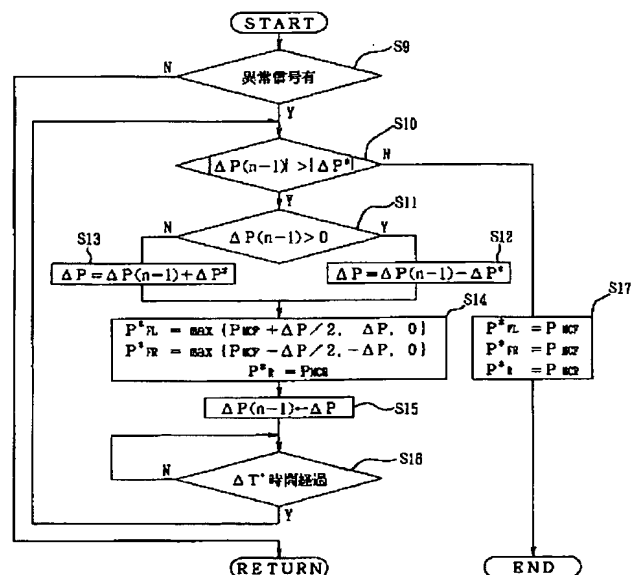 START
S9
異常信号有
N
Y
S10
|ΔP(n-1)| > |ΔP*|
N
Y
S11
ΔP(n-1)>0
N
Y
S13
ΔP=ΔP(n-1)+ΔP*
S12
ΔP=ΔP(n-1)-ΔP*
S14
P*FL = max {PMCF+ΔP/2, ΔP, 0}
P*FR = max {PMCF-ΔP/2, -ΔP, 0}
P*R = PMCR
S17
P*FL = PMCF
P*FR = PMCF
P*R = PMCR
ΔP(n-1)←ΔP
S15
S16
ΔT*時間経過
N
Y
RETURN
END